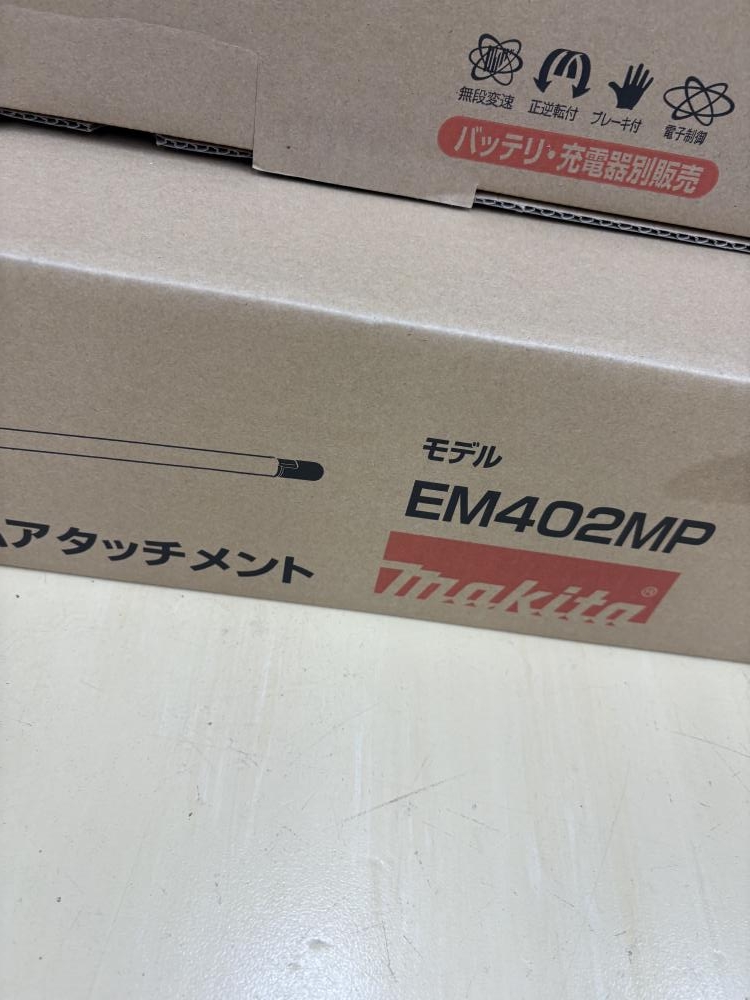 無段変速
正逆転付
ブレーキ付
電子制御
バッテリ・充電器別販売
モデル
EM402MP
アタッチメント
makita®